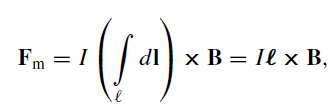 F_m = I ( ∫_ℓ dl ) × B = Iℓ × B,